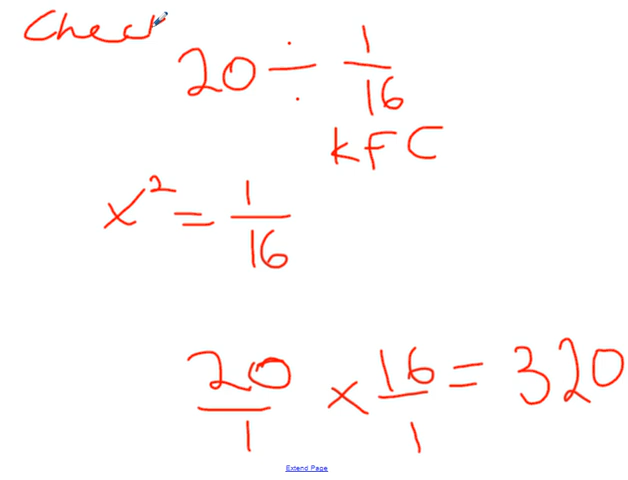 Check
20 ÷ 1/16
KFC
x² = 1/16
20/1 × 16/1 = 320
Extend Page